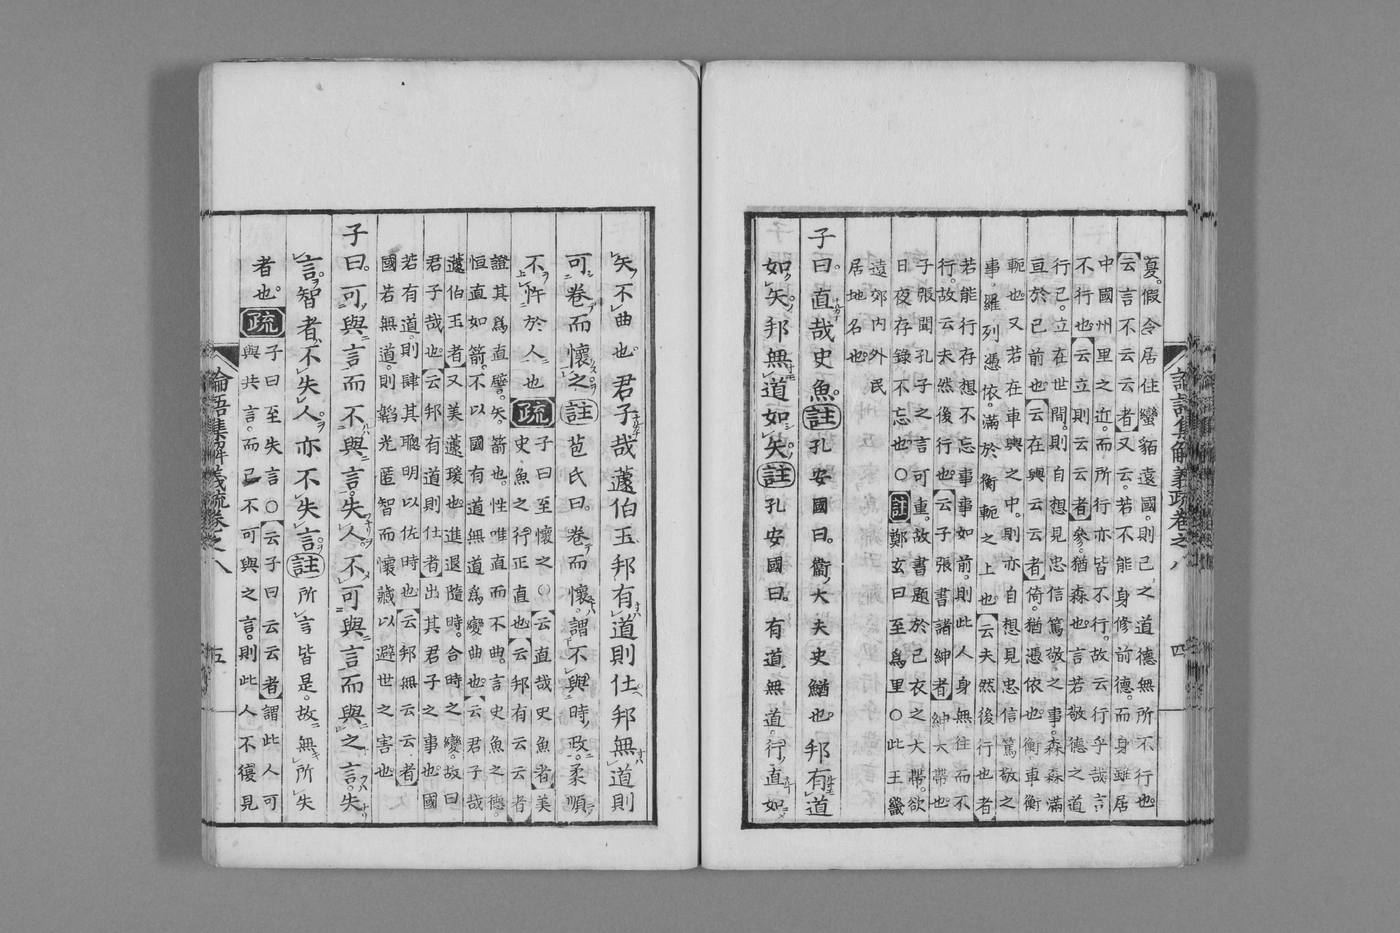 夏。假令居住蠻貊遠國。則己之道德無所不行也。
【云言不云云者】又云。若不能身修前德。而身雖居
中國州里之近。而所行亦皆不行。故云行乎哉言
不行也【云立則云云者】參。猶森也。言若敬德之道
行己。立在世間。則自想見忠信篤敬之事。森森滿
亘於己。前也【云在輿云云者】倚。猶憑依也。衡車衡
軛也。又若在車輿之中。則亦自想見忠信篤敬之
事。羅列憑依。滿於衡軛之上也【云夫然後行也者】
若能行存想不忘事事如前。則此人身無往而不
行。故云夫然後行也【云子張書諸紳者】紳大帶也
子張聞孔子之言可重。故書題於己衣之大帶。欲
日夜存錄不忘也○註鄭玄曰至爲里○此王畿
遠郊內外民
居地名也
子曰。直哉史魚。註孔安國曰。衞大夫史鰌也。邦有道
如矢。邦無道如矢。註孔安國曰。有道無道。行直如
矢不曲也。君子哉蘧伯玉。邦有道則仕。邦無道則
可卷而懷之。註苞氏曰。卷而懷。謂不與時政。柔順
不忤於人也疏子曰至懷之○【云直哉史魚者】美
史魚之行正直也【云邦有云云者】
證其爲直譬。矢。箭也。性唯直而不曲。言史魚之德。
恒直如箭。不以國有道無道爲變曲也【云君子哉
蘧伯玉者】又美蘧瑗也進退隨時。合時之變。故曰
君子哉也【云邦有道則仕者】出其君子之事也。國
若有道。則肆其聰明以佐時也【云邦無云云者】
國若無道。則韜光匿智而懷藏以避世之害也
子曰。可與言而不與言。失人。不可與言而與之言。失
言。智者不失人。亦不失言。註所言皆是。故無所失
者也。疏子曰至失言○【云子曰云云者】謂此人可
與共言。而已不可與之言。則此人不復見
論語集解義疏卷之八 四
論語集解義疏卷之八 五